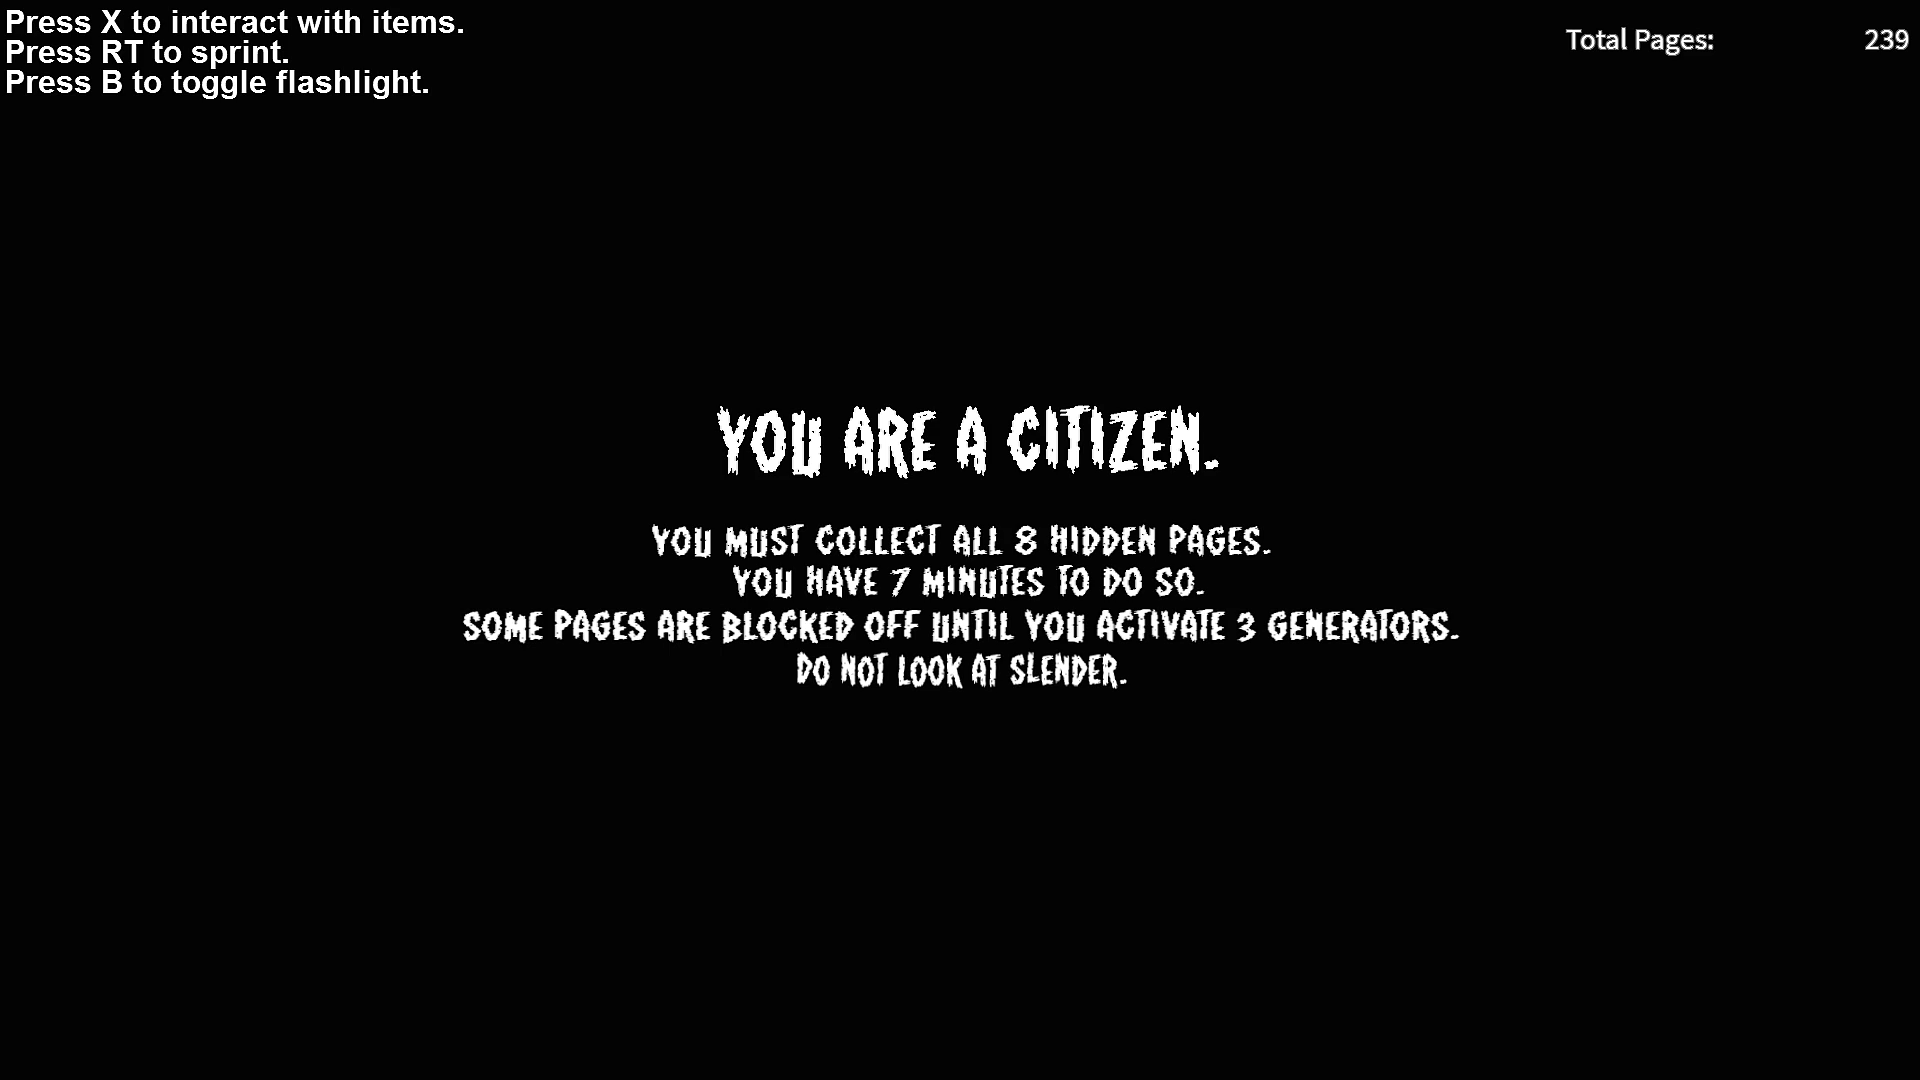 Press X to interact with items.
Press RT to sprint.
Press B to toggle flashlight.
Total Pages: 239
YOU ARE A CITIZEN.
YOU MUST COLLECT ALL 8 HIDDEN PAGES.
YOU HAVE 7 MINUTES TO DO SO.
SOME PAGES ARE BLOCKED OFF UNTIL YOU ACTIVATE 3 GENERATORS.
DO NOT LOOK AT SLENDER.